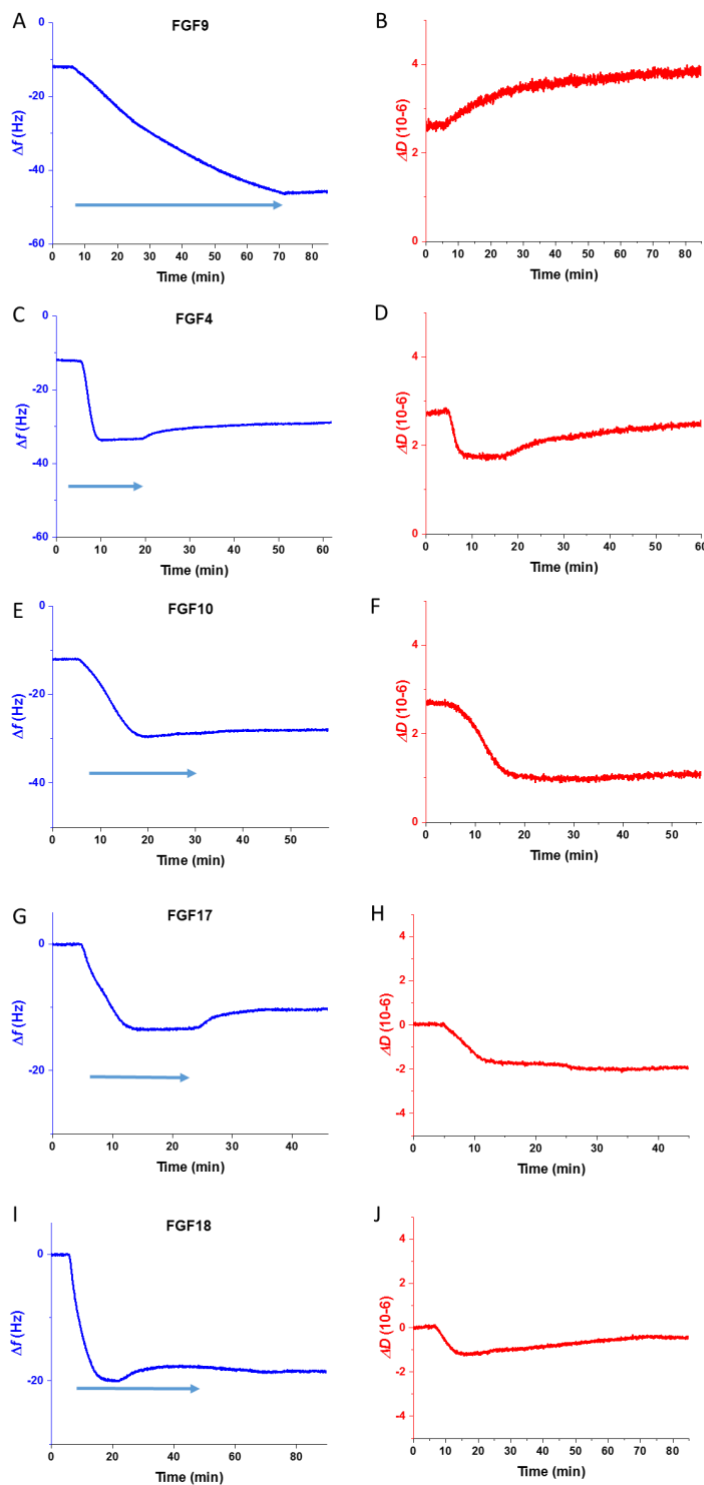 A FGF9 B
0 -20 -40 -60
Δf (Hz)
0 10 20 30 40 50 60 70 80
Time (min)
4 2 0
ΔD (10-6)
0 10 20 30 40 50 60 70 80
Time (min)
C FGF4 D
0 -20 -40 -60
Δf (Hz)
0 10 20 30 40 50 60
Time (min)
4 2 0
ΔD (10-6)
0 10 20 30 40 50 60
Time (min)
E FGF10 F
0 -20 -40
Δf (Hz)
0 10 20 30 40 50
Time (min)
4 2 0
ΔD (10-6)
0 10 20 30 40 50
Time (min)
G FGF17 H
0 -20
Δf (Hz)
0 10 20 30 40
Time (min)
4 2 0 -2 -4
ΔD (10-6)
0 10 20 30 40
Time (min)
I FGF18 J
0 -20
Δf (Hz)
0 20 40 60 80
Time (min)
4 2 0 -2 -4
ΔD (10-6)
0 10 20 30 40 50 60 70 80
Time (min)